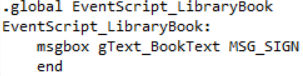 .global EventScript_LibraryBook
EventScript_LibraryBook:
    msgbox gText_BookText MSG_SIGN
    end